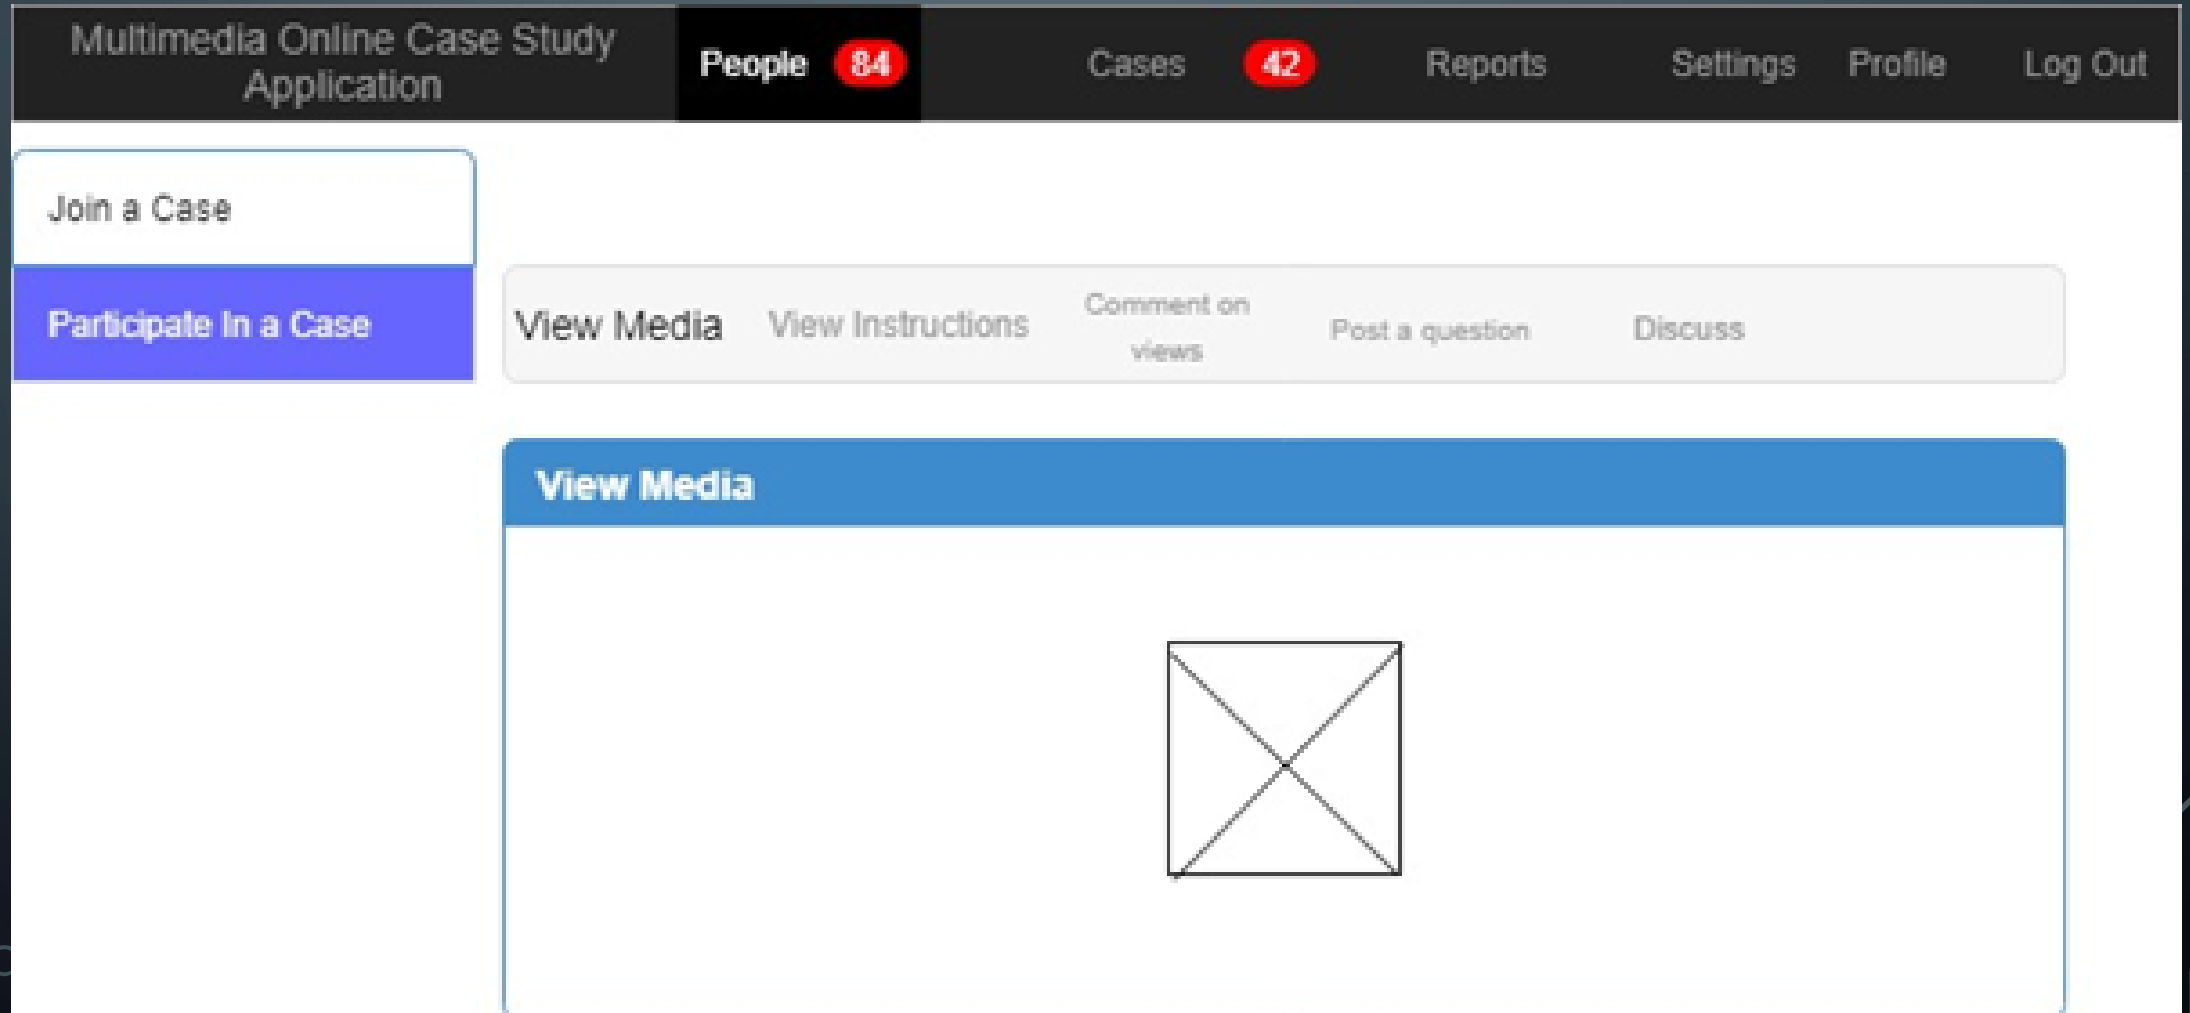 Multimedia Online Case Study
Application
People 84
Cases 42
Reports
Settings
Profile
Log Out
Join a Case
Participate In a Case
View Media
View Instructions
Comment on
views
Post a question
Discuss
View Media